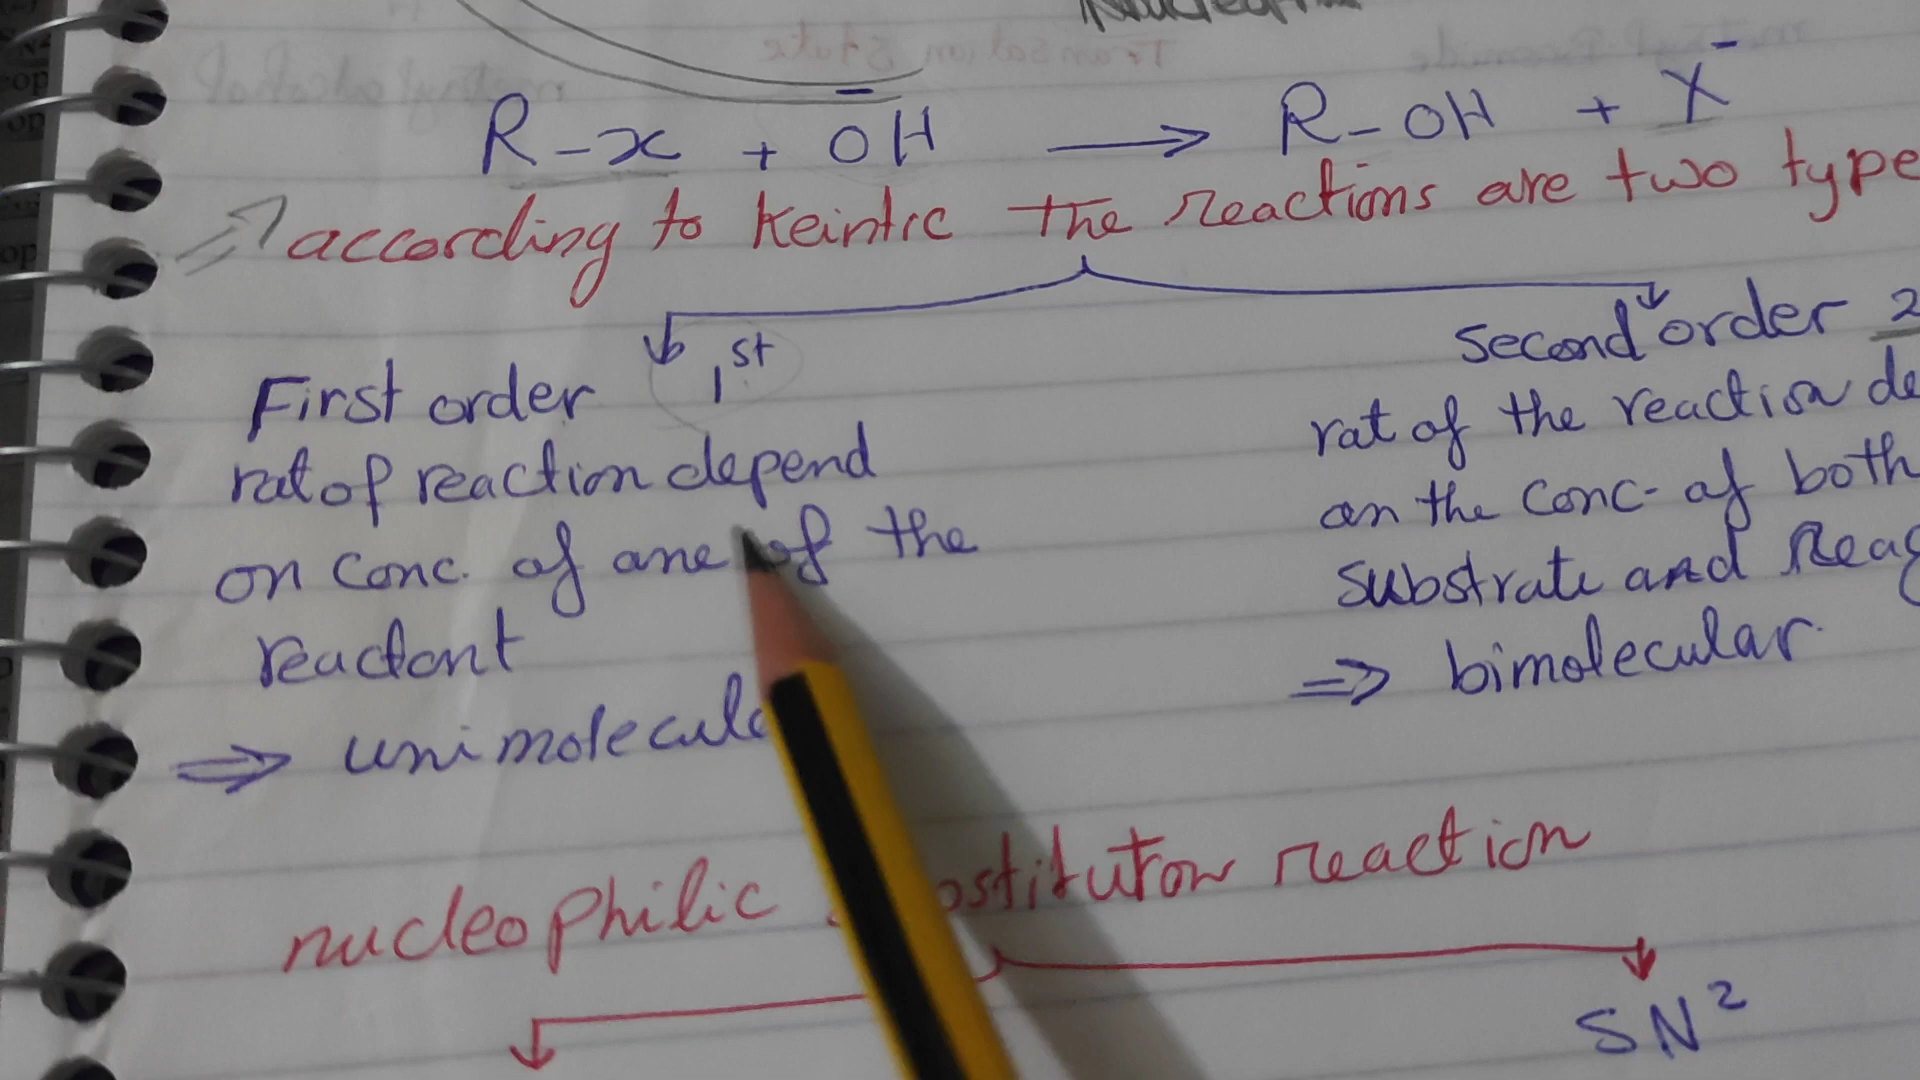 R-x + OH⁻ → R-OH + X⁻
according to Keintic the reactions are two type
First order 1st
rat of reaction depend
on conc. of one of the
reactant
⇒ unimolecula
second order 2
rat of the reaction de
on the conc. of both
substrate and Reag
⇒ bimolecular.
nucleophilic reaction
SN²